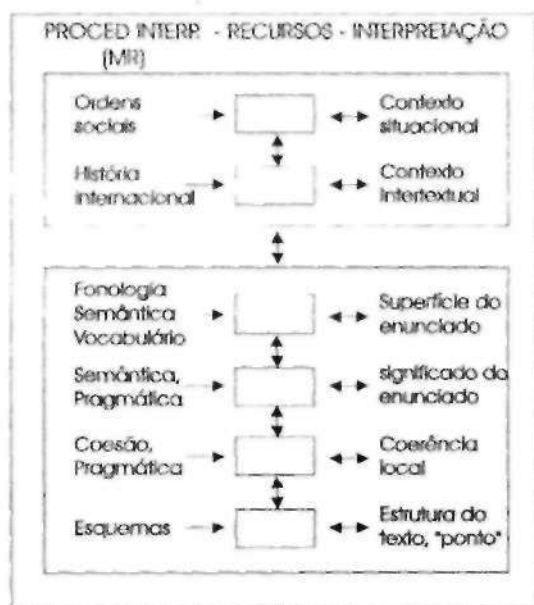 PROCED INTERP. - RECURSOS - INTERPRETAÇÃO
(MR)
Ordens
sociais
Contexto
situacional
História
internacional
Contexto
Intertextual
Fonologia
Semântica
Vocabulário
Superfície do
enunciado
Semântica,
Pragmática
significado do
enunciado
Coesão,
Pragmática
Coerência
local
Esquemas
Estrutura do
texto, "ponto"